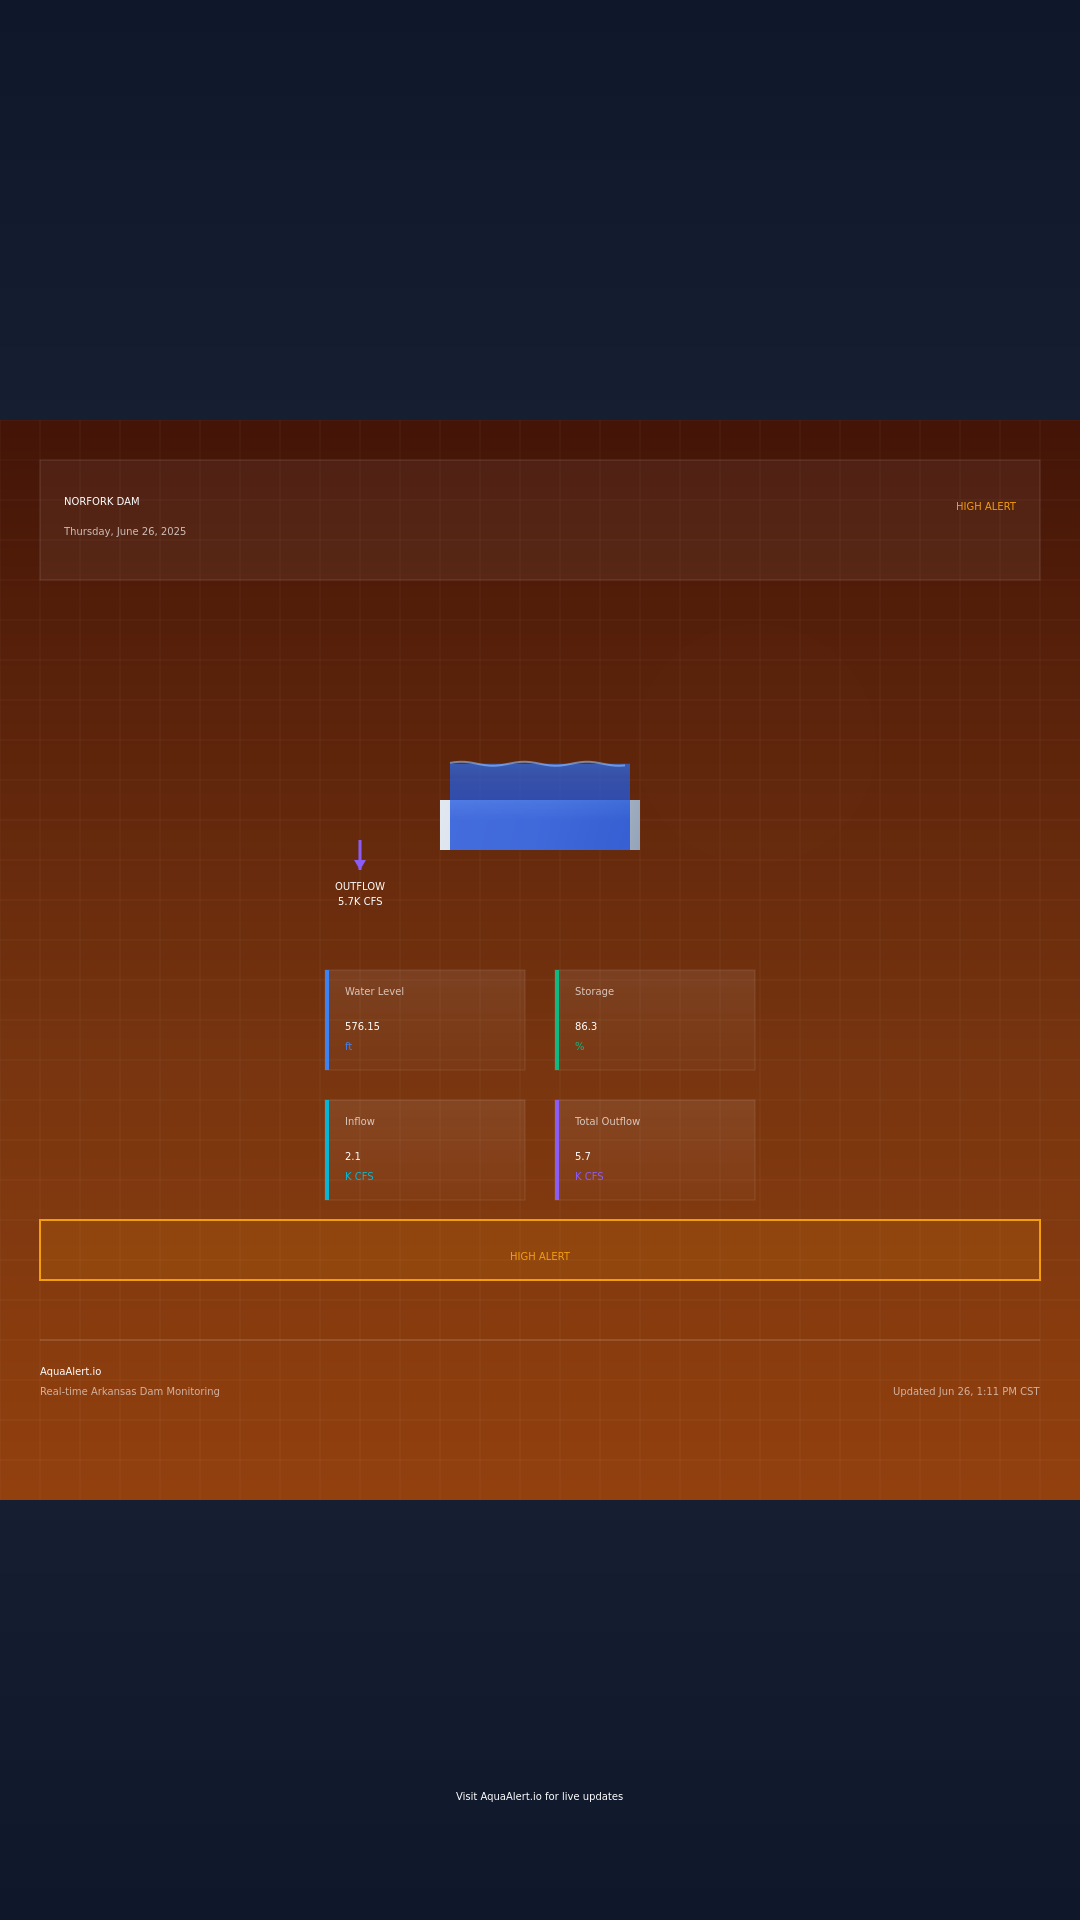 NORFORK DAM
HIGH ALERT
Thursday, June 26, 2025
OUTFLOW
5.7K CFS
Water Level
576.15
ft
Storage
86.3
%
Inflow
2.1
K CFS
Total Outflow
5.7
K CFS
HIGH ALERT
AquaAlert.io
Real-time Arkansas Dam Monitoring
Updated Jun 26, 1:11 PM CST
Visit AquaAlert.io for live updates